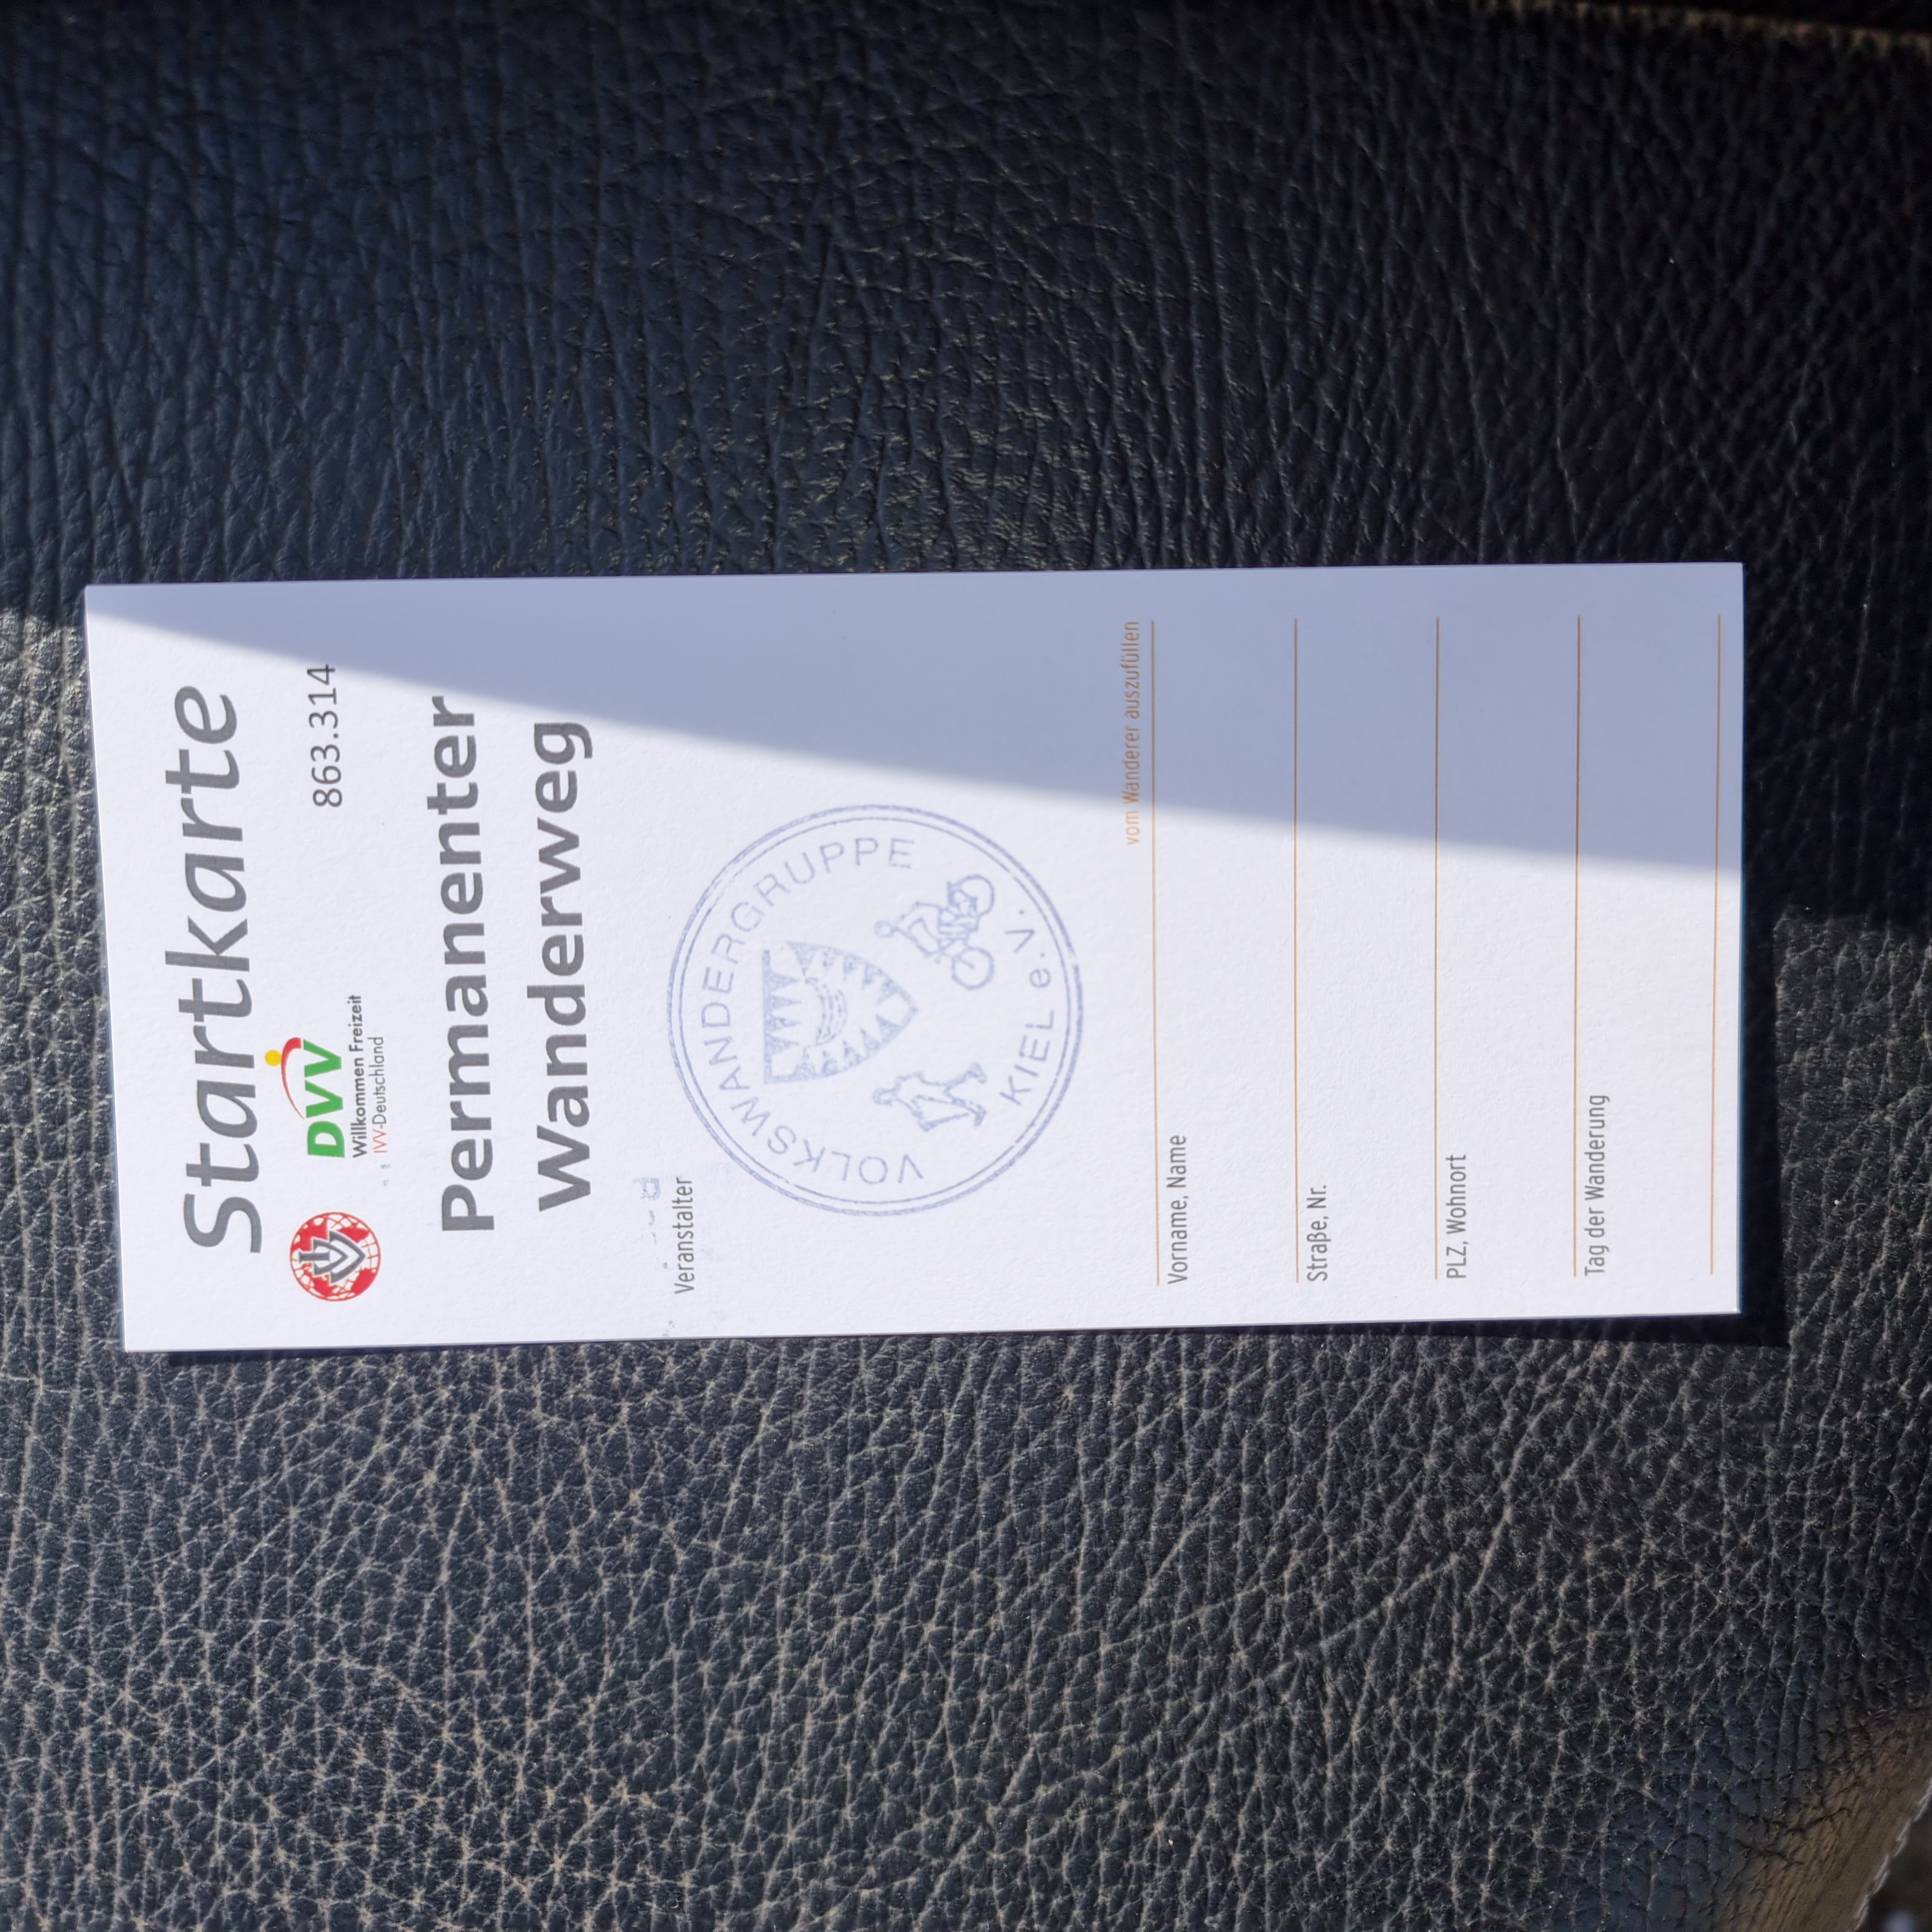 Startkarte
DVV
Willkommen Freizeit
IVV-Deutschland
863.314
Permanenter
Wanderweg
Veranstalter
VOLKSWANDERGRUPPE
KIEL e.V.
vom Wanderer auszufüllen
Vorname, Name
Straße, Nr.
PLZ, Wohnort
Tag der Wanderung